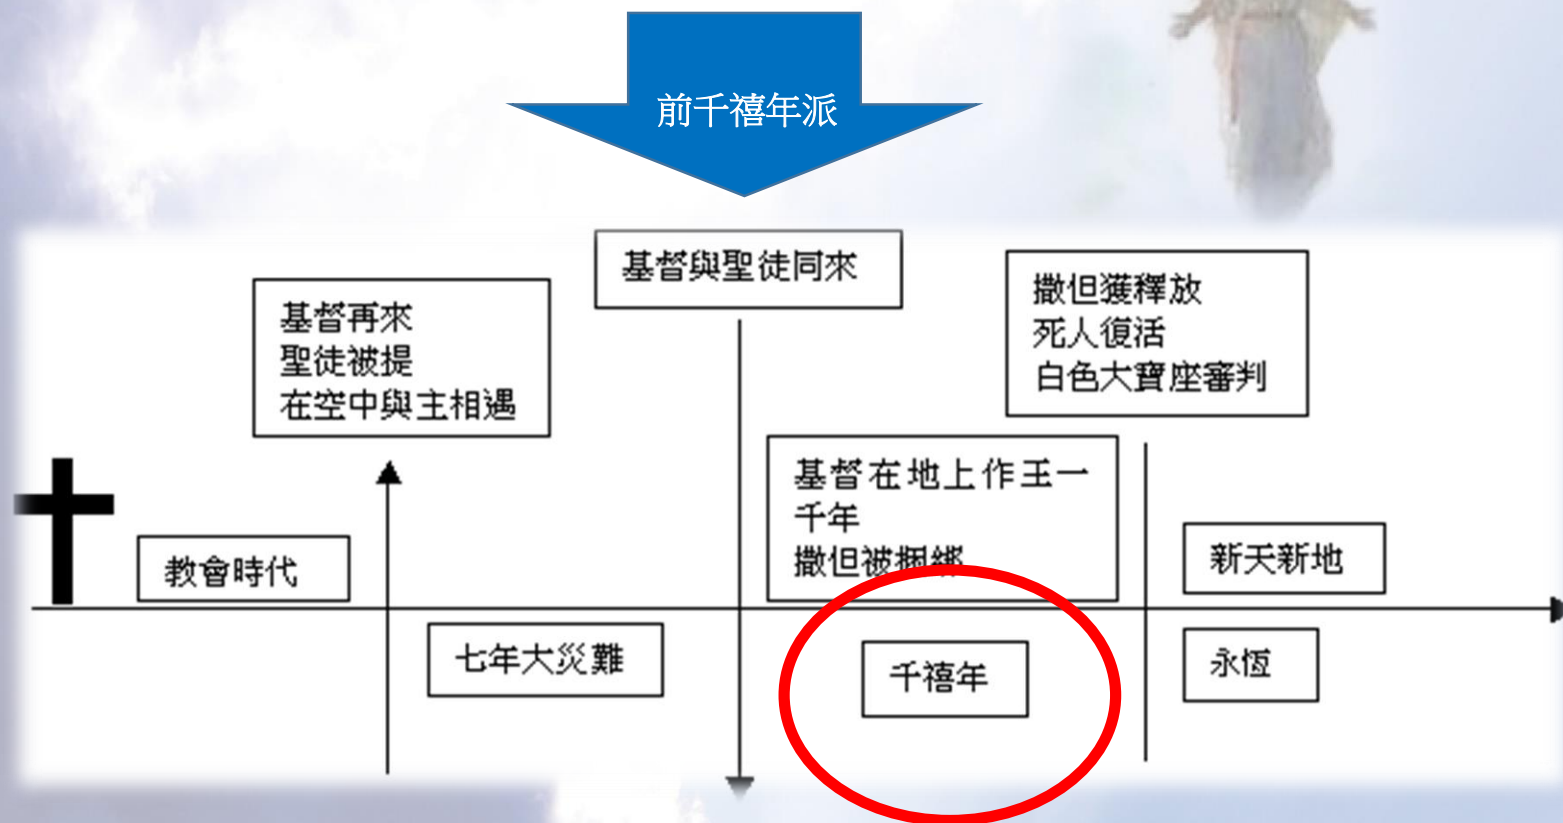 前千禧年派
基督與聖徒同來
基督再來
聖徒被提
在空中與主相遇
撒但獲釋放
死人復活
白色大寶座審判
基督在地上作王一
千年
撒但被捆綁
教會時代
新天新地
七年大災難
千禧年
永恆